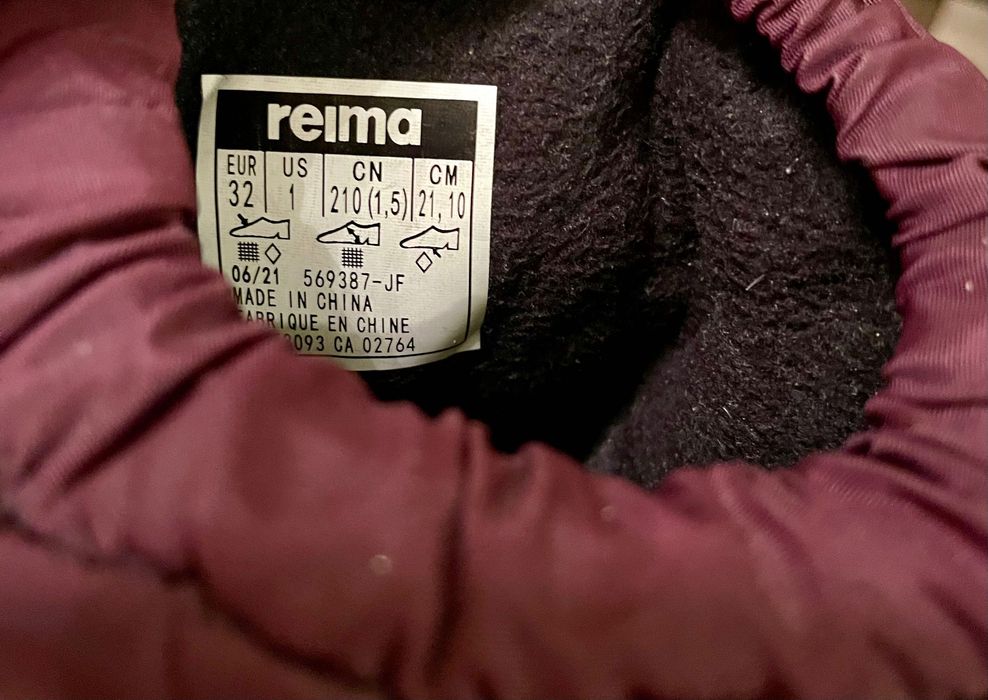 reima
EUR US CN CM
32 1 210(1,5) 21,10
06/21 569387-JF
MADE IN CHINA
FABRIQUE EN CHINE
CA 02764